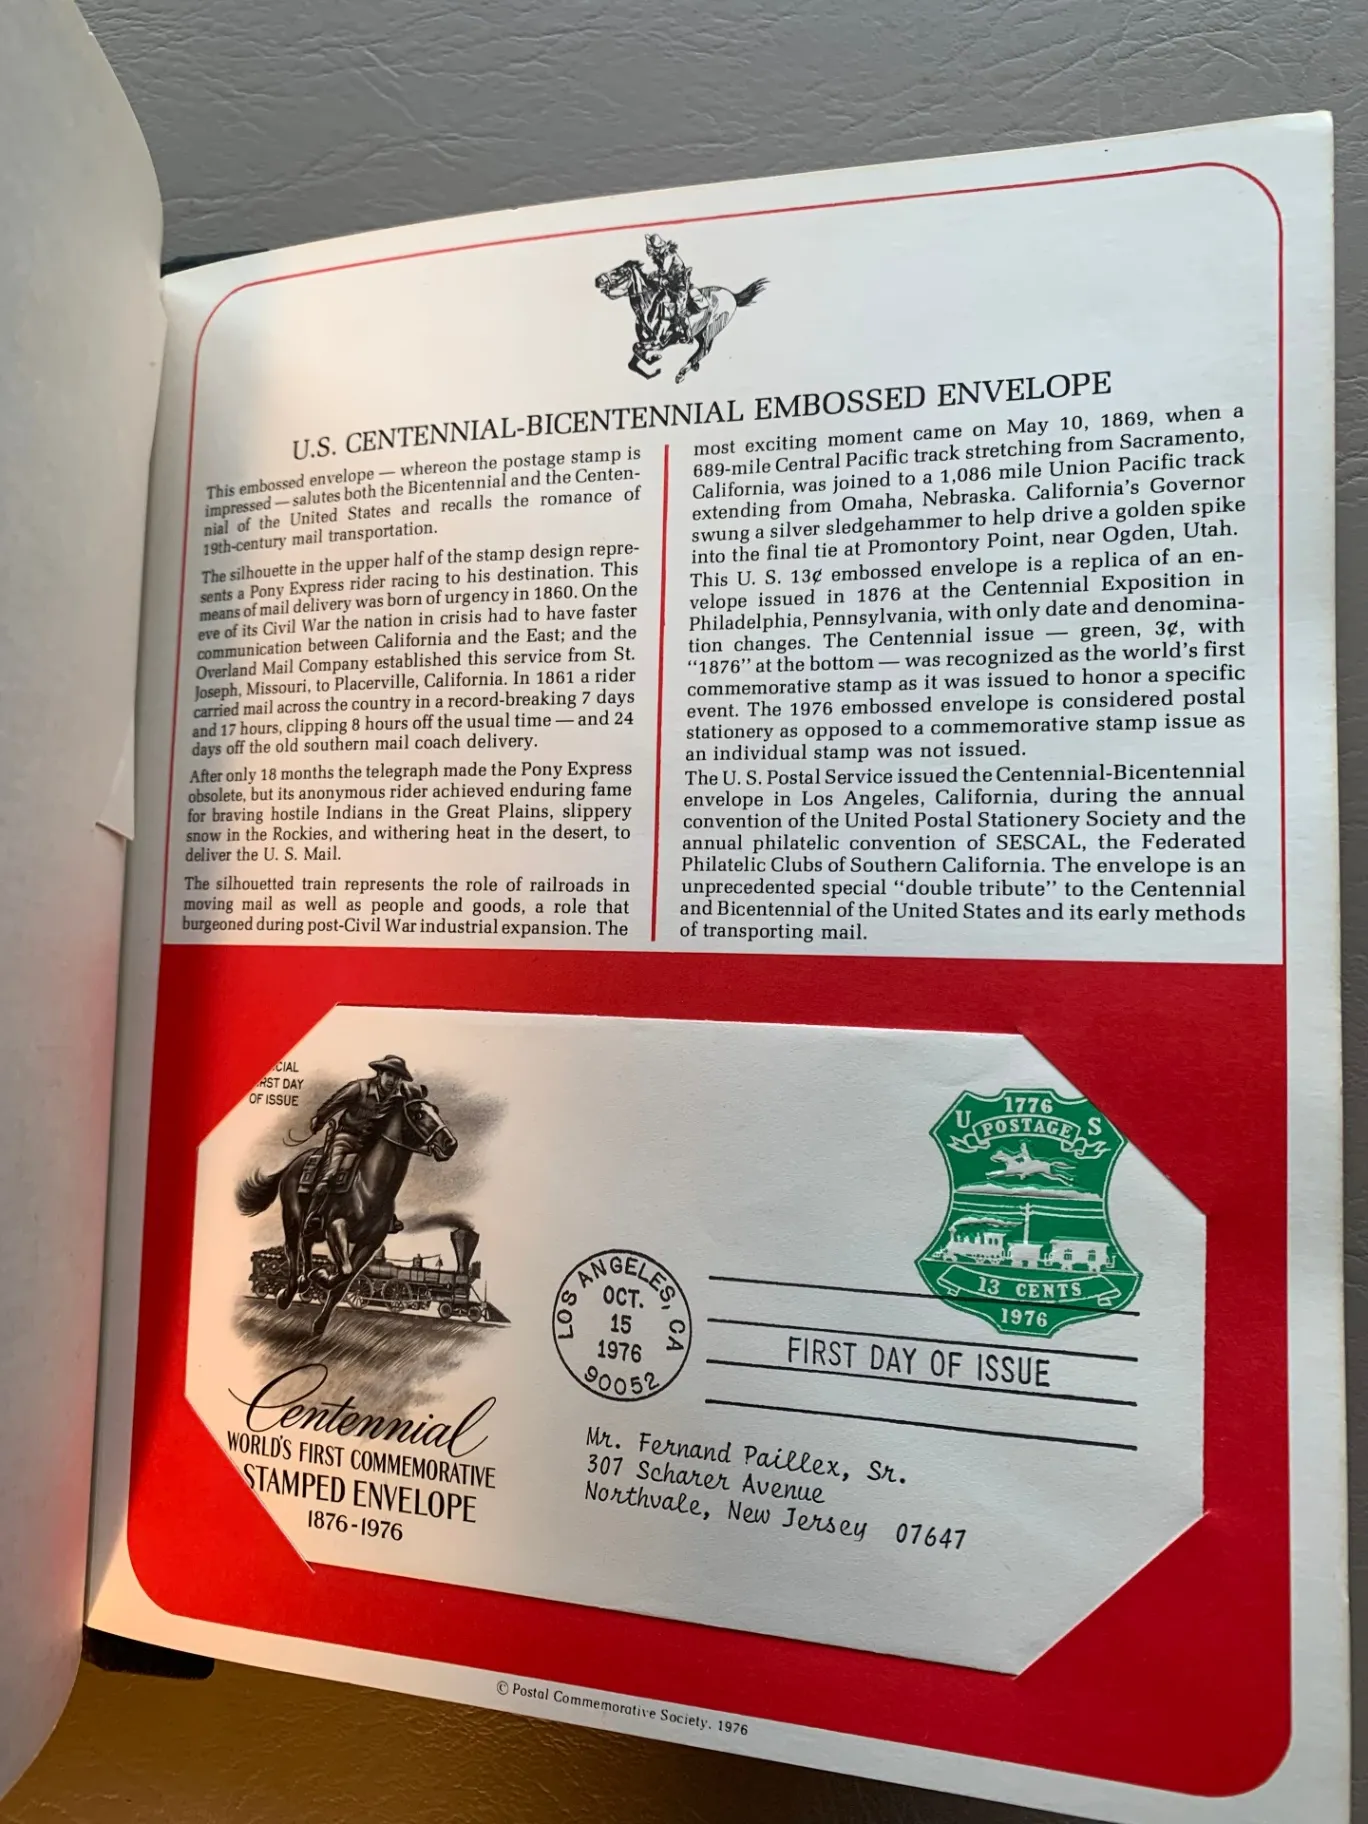 U.S. CENTENNIAL-BICENTENNIAL EMBOSSED ENVELOPE
This embossed envelope — whereon the postage stamp is
impressed — salutes both the Bicentennial and the Centen-
nial of the United States and recalls the romance of
19th-century mail transportation.
The silhouette in the upper half of the stamp design repre-
sents a Pony Express rider racing to his destination. This
means of mail delivery was born of urgency in 1860. On the
eve of its Civil War the nation in crisis had to have faster
communication between California and the East; and the
Overland Mail Company established this service from St.
Joseph, Missouri, to Placerville, California. In 1861 a rider
carried mail across the country in a record-breaking 7 days
and 17 hours, clipping 8 hours off the usual time — and 24
days off the old southern mail coach delivery.
After only 18 months the telegraph made the Pony Express
obsolete, but its anonymous rider achieved enduring fame
for braving hostile Indians in the Great Plains, slippery
snow in the Rockies, and withering heat in the desert, to
deliver the U. S. Mail.
The silhouetted train represents the role of railroads in
moving mail as well as people and goods, a role that
burgeoned during post-Civil War industrial expansion. The
most exciting moment came on May 10, 1869, when a
689-mile Central Pacific track stretching from Sacramento,
California, was joined to a 1,086 mile Union Pacific track
extending from Omaha, Nebraska. California's Governor
swung a silver sledgehammer to help drive a golden spike
into the final tie at Promontory Point, near Ogden, Utah.
This U. S. 13¢ embossed envelope is a replica of an en-
velope issued in 1876 at the Centennial Exposition in
Philadelphia, Pennsylvania, with only date and denomina-
tion changes. The Centennial issue — green, 3¢, with
"1876" at the bottom — was recognized as the world's first
commemorative stamp as it was issued to honor a specific
event. The 1976 embossed envelope is considered postal
stationery as opposed to a commemorative stamp issue as
an individual stamp was not issued.
The U. S. Postal Service issued the Centennial-Bicentennial
envelope in Los Angeles, California, during the annual
convention of the United Postal Stationery Society and the
annual philatelic convention of SESCAL, the Federated
Philatelic Clubs of Southern California. The envelope is an
unprecedented special "double tribute" to the Centennial
and Bicentennial of the United States and its early methods
of transporting mail.
CIAL
RST DAY
OF ISSUE
Centennial
WORLD'S FIRST COMMEMORATIVE
STAMPED ENVELOPE
1876-1976
LOS ANGELES, CA
OCT.
15
1976
90052
1776
U S
POSTAGE
13 CENTS
1976
FIRST DAY OF ISSUE
Mr. Fernand Paillex, Sr.
307 Scharer Avenue
Northvale, New Jersey 07647
© Postal Commemorative Society, 1976